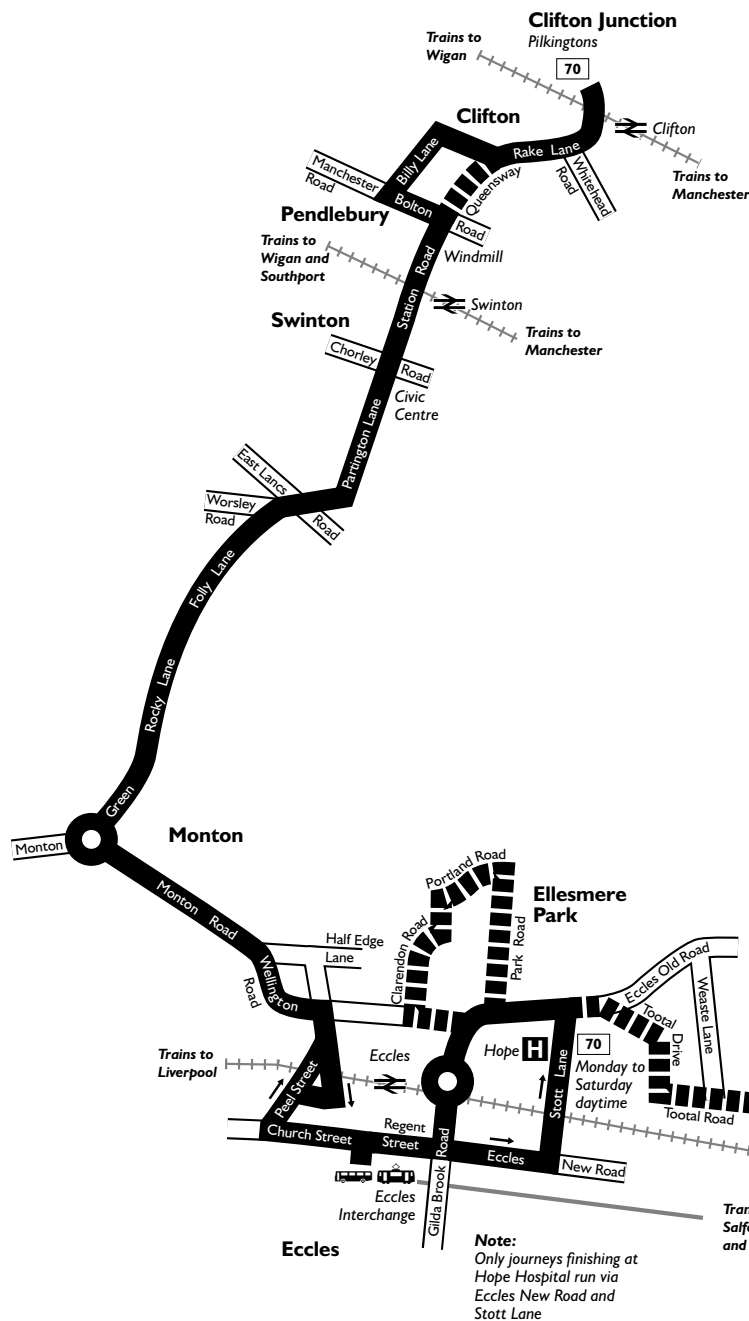 Clifton Junction
Pilkingtons
70
Trains to
Wigan
Clifton
Clifton
Rake Lane
Billy Lane
Manchester
Road
Queensway
Whitehead
Road
Trains to
Manchester
Pendlebury
Bolton
Road
Windmill
Trains to
Wigan and
Southport
Station Road
Swinton
Swinton
Trains to
Manchester
Chorley
Road
Civic
Centre
Partington Lane
East Lancs
Road
Worsley
Road
Folly Lane
Rocky Lane
Green
Monton
Monton
Monton Road
Portland Road
Ellesmere
Park
Clarendon Road
Park Road
Half Edge
Lane
Wellington
Road
Eccles Old Road
Weaste Lane
Tootal
Drive
Tootal Road
Trains to
Liverpool
Eccles
Hope H
70
Monday to
Saturday
daytime
Stott Lane
Peel Street
Church Street
Regent
Street
Eccles
New Road
Gilda Brook Road
Eccles
Interchange
Tran
Salfo
and
Eccles
Note:
Only journeys finishing at
Hope Hospital run via
Eccles New Road and
Stott Lane